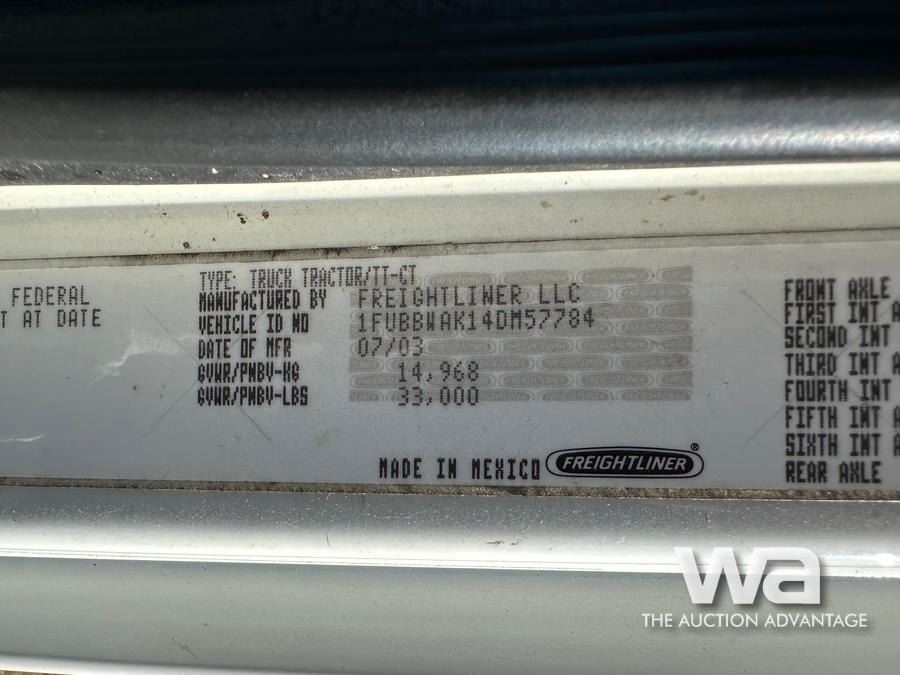 FEDERAL
T AT DATE
TYPE: TRUCK TRACTOR/TT-CT
MANUFACTURED BY FREIGHTLINER LLC
VEHICLE ID NO 1FVBBWAK14DM57784
DATE OF MFR 07/03
GVWR/PNBV-KG 14,968
GVWR/PNBV-LBS 33,000
MADE IN MEXICO FREIGHTLINER ®
FRONT AXLE
FIRST INT A
SECOND INT
THIRD INT A
FOURTH INT
FIFTH INT A
SIXTH INT A
REAR AXLE
wa
THE AUCTION ADVANTAGE